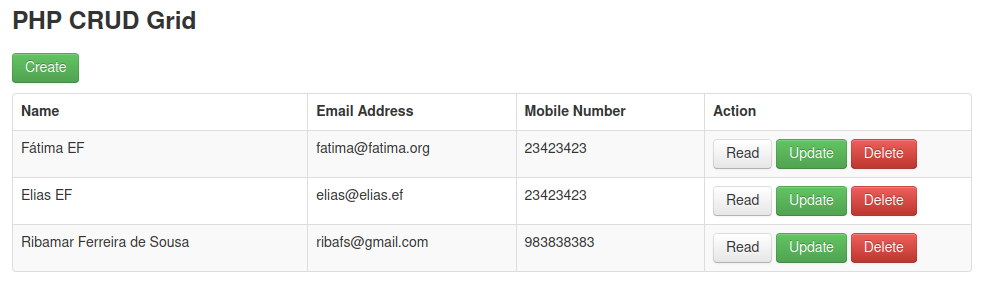 PHP CRUD Grid
Create
Name Email Address Mobile Number Action
Fátima EF fatima@fatima.org 23423423 Read Update Delete
Elias EF elias@elias.ef 23423423 Read Update Delete
Ribamar Ferreira de Sousa ribafs@gmail.com 983838383 Read Update Delete